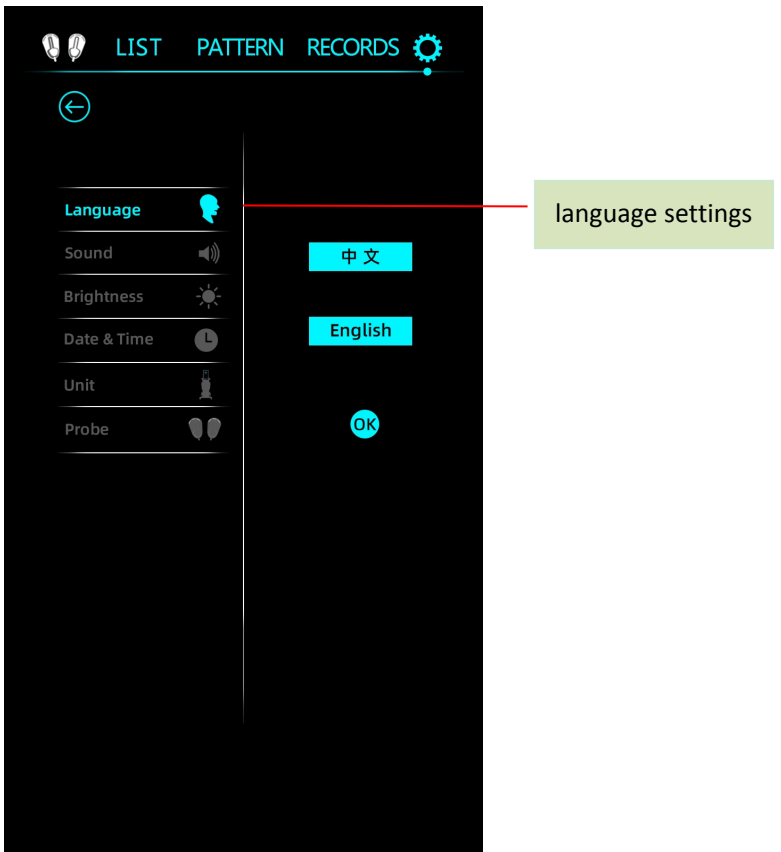 LIST PATTERN RECORDS
Language
language settings
Sound
中文
Brightness
Date & Time
English
Unit
Probe
OK